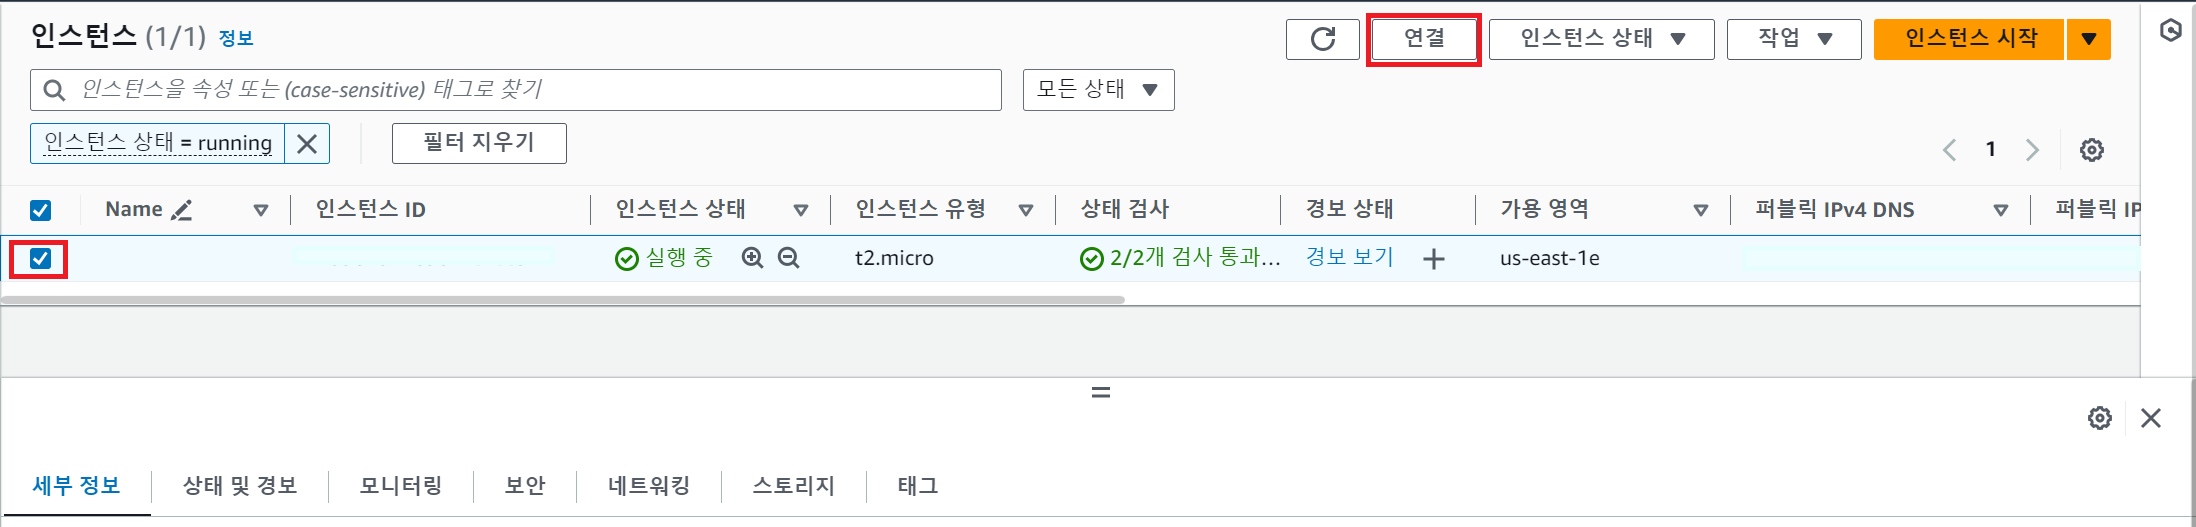 인스턴스 (1/1) 정보
연결
인스턴스 상태
작업
인스턴스 시작
인스턴스을 속성 또는 (case-sensitive) 태그로 찾기
모든 상태
인스턴스 상태 = running
필터 지우기
1
Name 인스턴스 ID 인스턴스 상태 인스턴스 유형 상태 검사 경보 상태 가용 영역 퍼블릭 IPv4 DNS 퍼블릭 IP
실행 중 t2.micro 2/2개 검사 통과... 경보 보기 us-east-1e
세부 정보 상태 및 경보 모니터링 보안 네트워킹 스토리지 태그